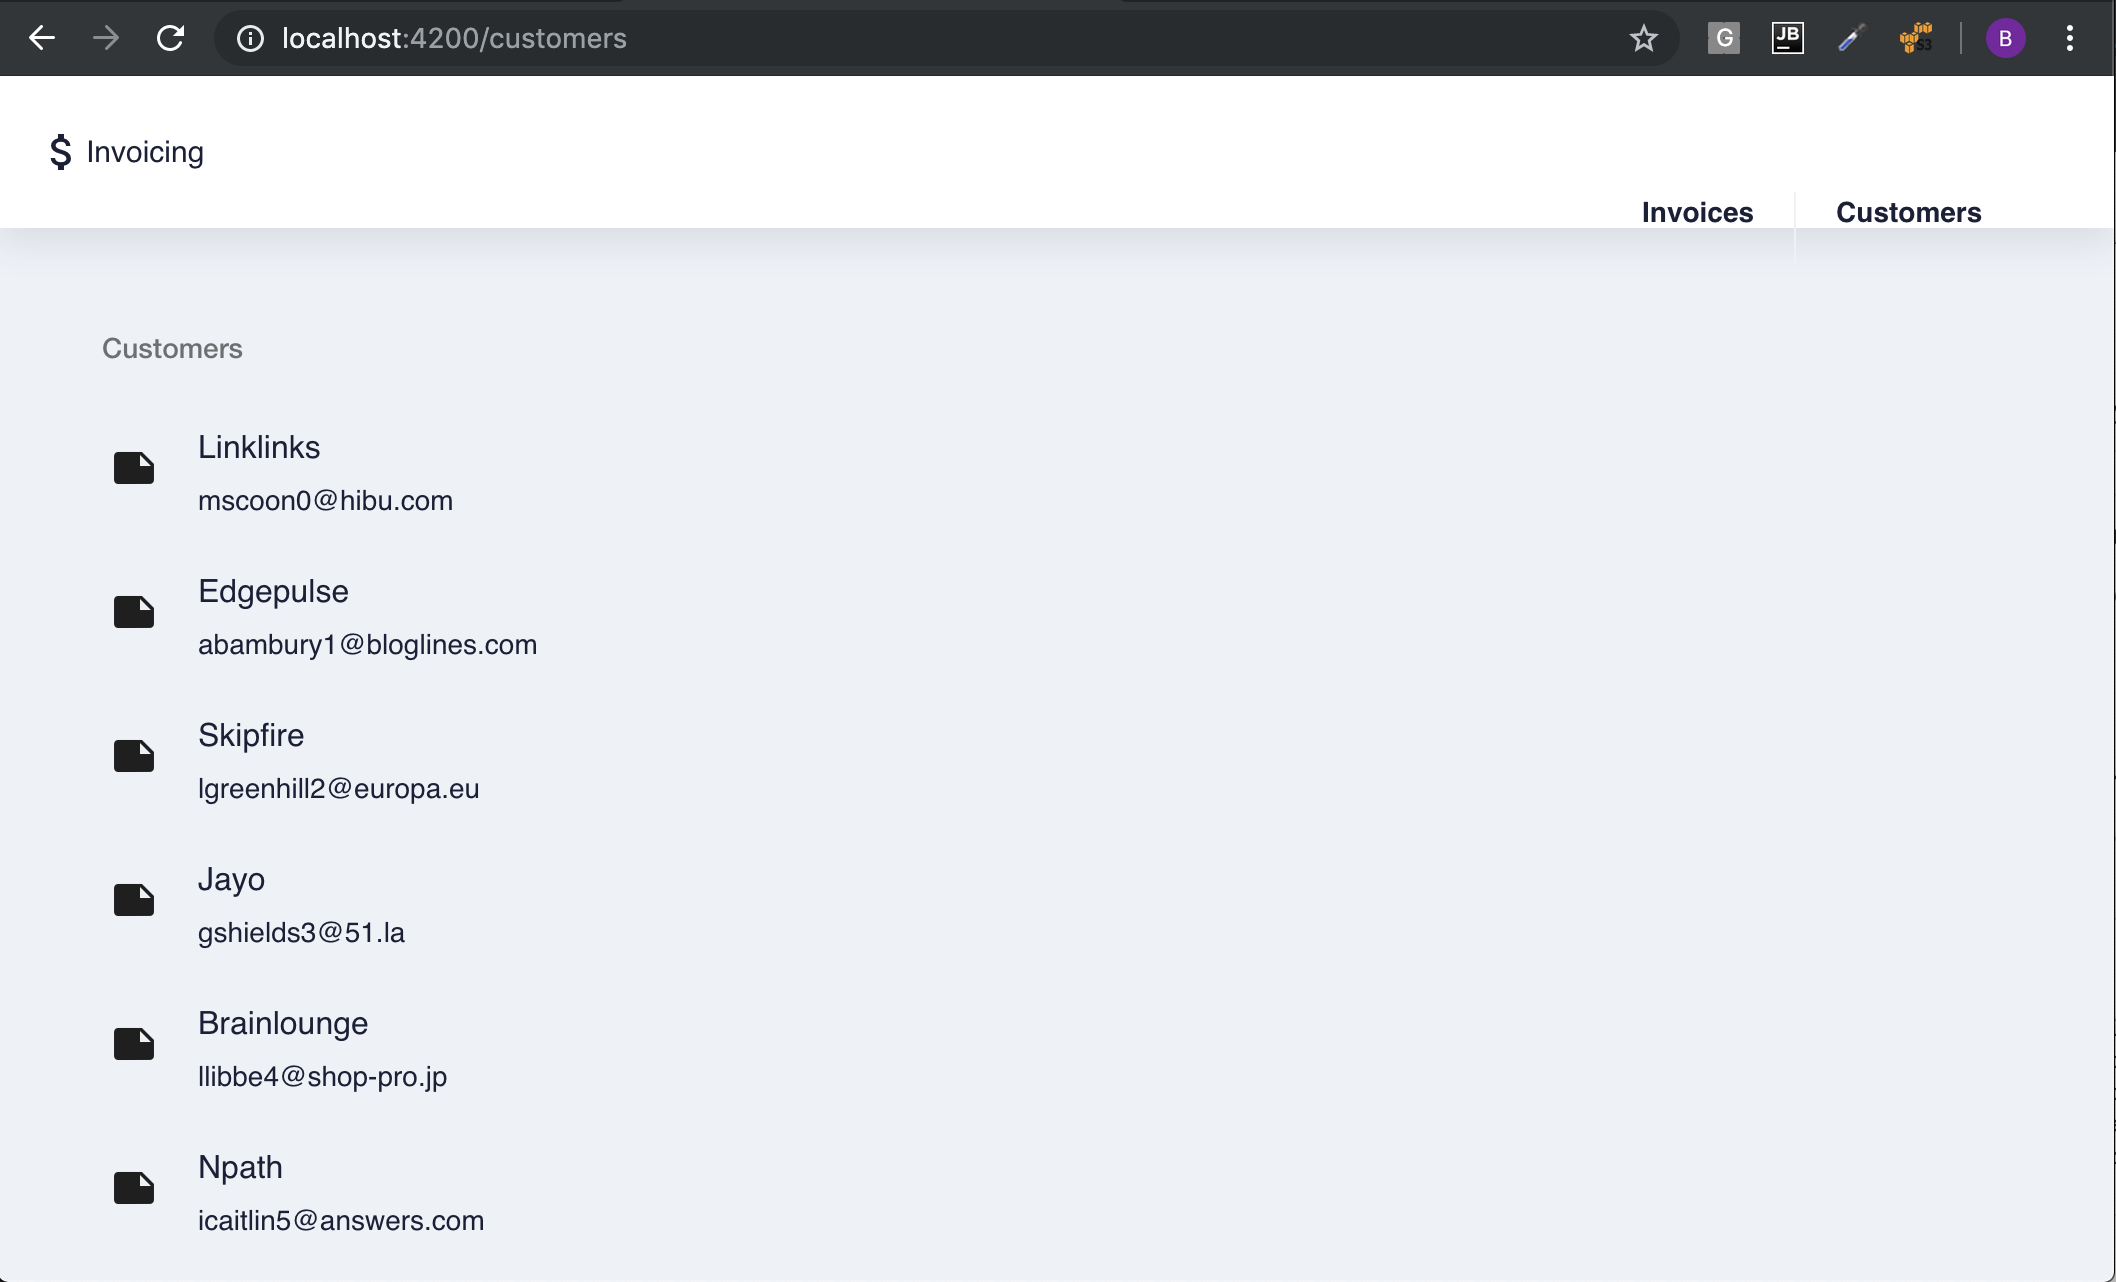 localhost:4200/customers
G
JB
S3
B
$ Invoicing
Invoices
Customers
Customers
Linklinks
mscoon0@hibu.com
Edgepulse
abambury1@bloglines.com
Skipfire
lgreenhill2@europa.eu
Jayo
gshields3@51.la
Brainlounge
llibbe4@shop-pro.jp
Npath
icaitlin5@answers.com